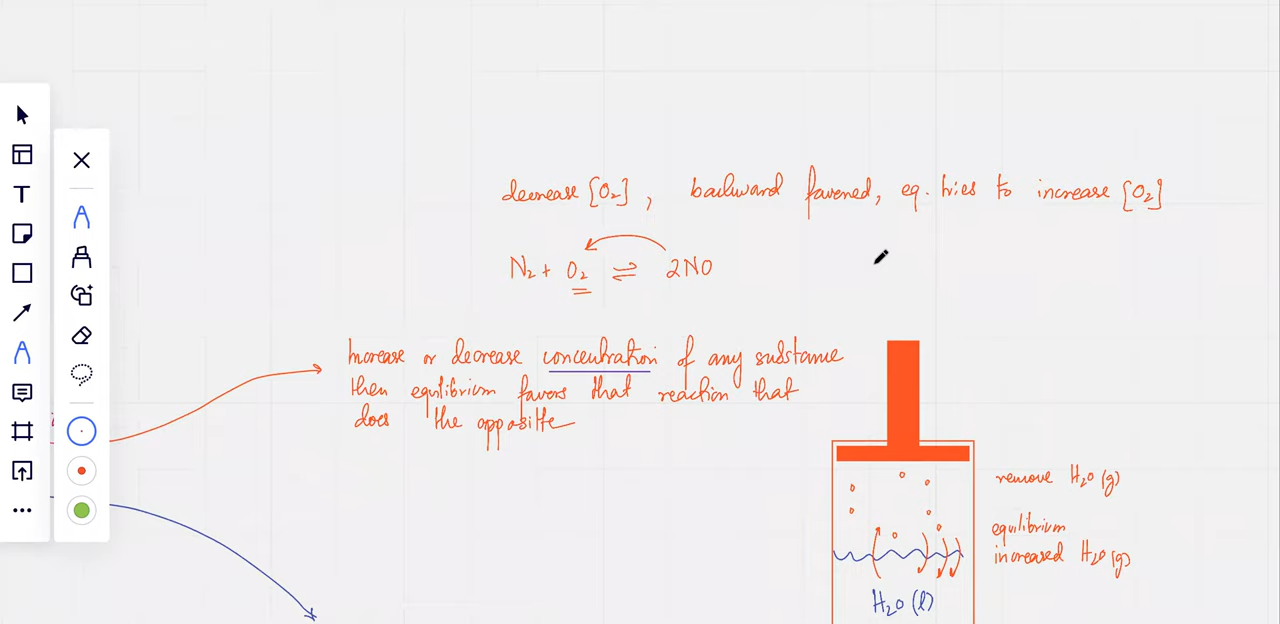 decrease [O₂], backward favored, eq. tries to increase [O₂]
N₂ + O₂ ⇌ 2NO
Increase or decrease concentration of any substance
then equilibrium favors that reaction that
does the oppositte
remove H₂O (g)
equilibrium
increased H₂O (g)
H₂O (l)
T